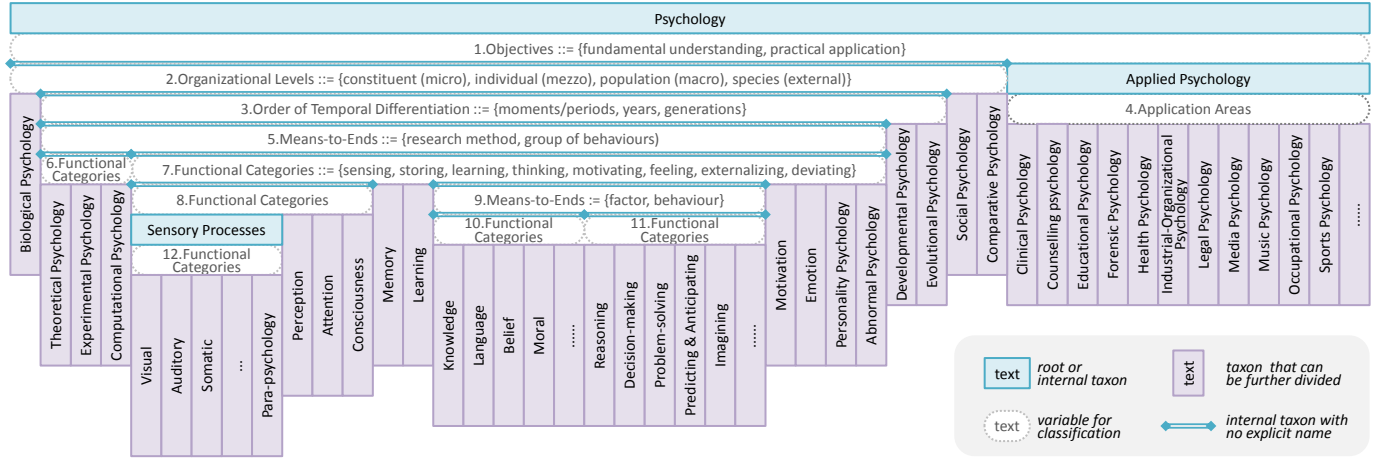 Psychology
1.Objectives ::= {fundamental understanding, practical application}
2.Organizational Levels ::= {constituent (micro), individual (mezzo), population (macro), species (external)}
Applied Psychology
3.Order of Temporal Differentiation ::= {moments/periods, years, generations}
4.Application Areas
5.Means-to-Ends ::= {research method, group of behaviours)
6.Functional
Categories
7.Functional Categories ::= {sensing, storing, learning, thinking, motivating, feeling, externalizing, deviating}
8.Functional Categories
9.Means-to-Ends ::= {factor, behaviour}
Sensory Processes
10.Functional
Categories
11.Functional
Categories
12.Functional
Categories
Biological Psychology
Theoretical Psychology
Experimental Psychology
Computational Psychology
Visual
Auditory
Somatic
...
Para-psychology
Perception
Attention
Consciousness
Memory
Learning
Knowledge
Language
Belief
Moral
......
Reasoning
Decision-making
Problem-solving
Predicting & Anticipating
Imagining
......
Motivation
Emotion
Personality Psychology
Abnormal Psychology
Developmental Psychology
Evolutional Psychology
Social Psychology
Comparative Psychology
Clinical Psychology
Counselling psychology
Educational Psychology
Forensic Psychology
Health Psychology
Industrial-Organizational
Psychology
Legal Psychology
Media Psychology
Music Psychology
Occupational Psychology
Sports Psychology
......
text
root or
internal taxon
text
taxon that can
be further divided
text
variable for
classification
internal taxon with
no explicit name